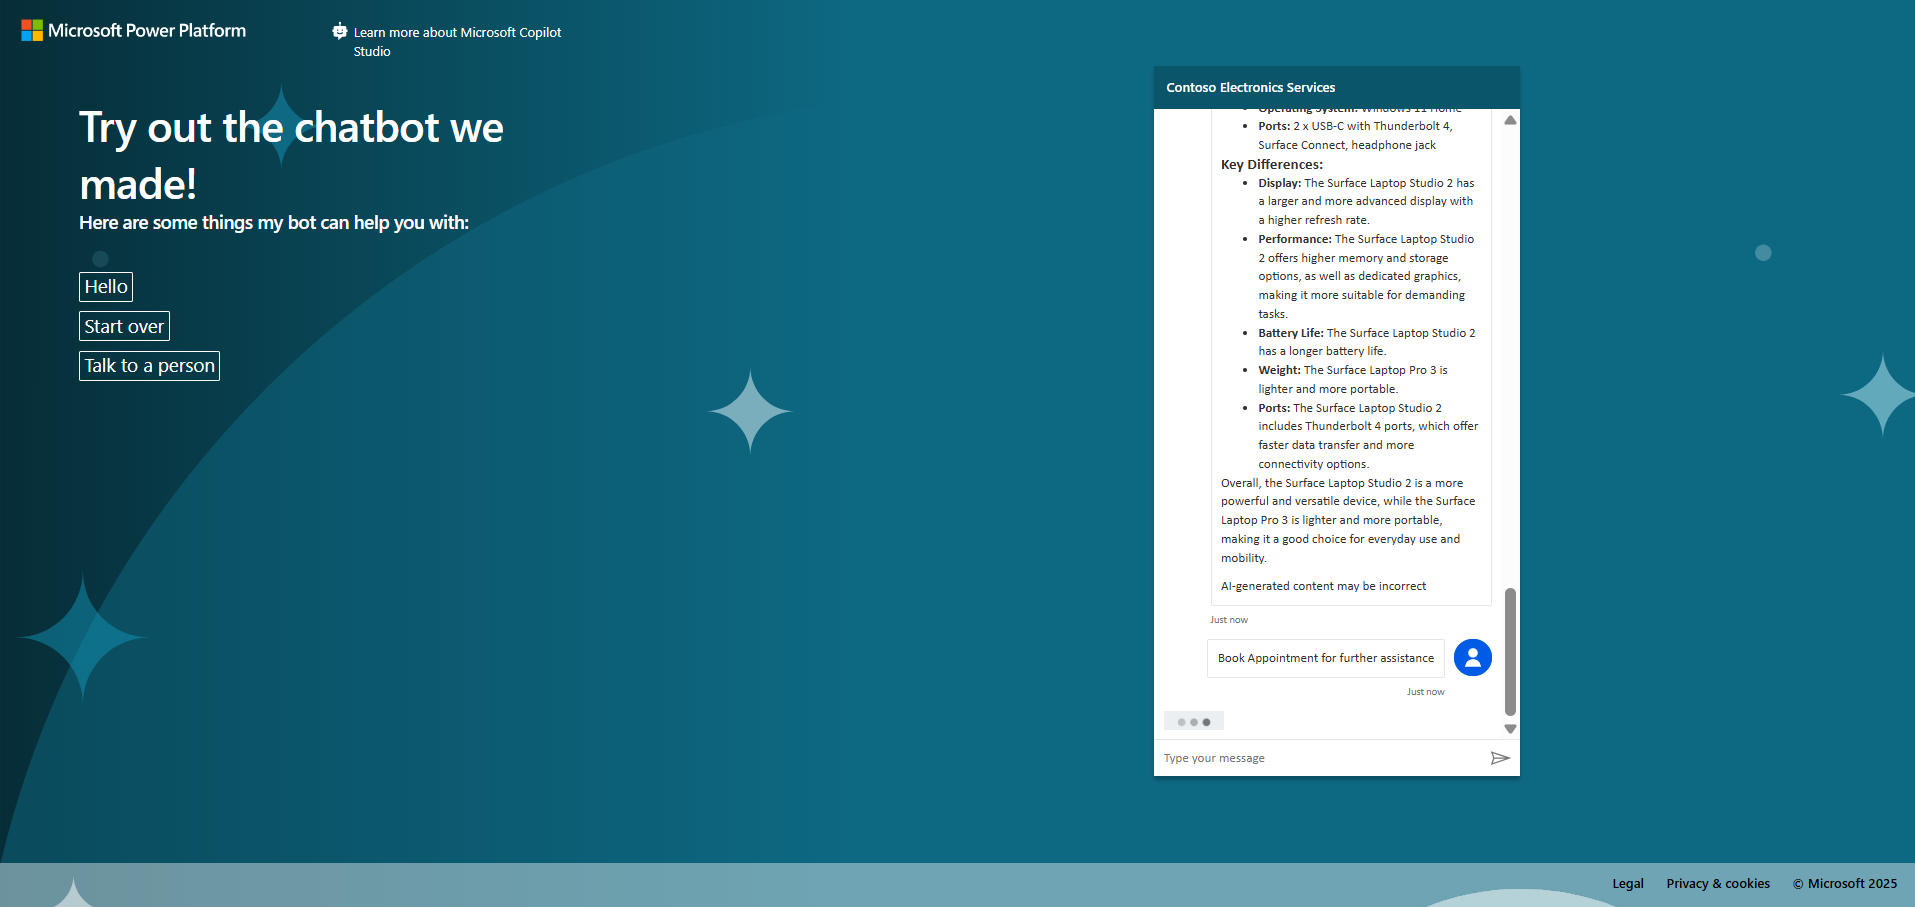 Microsoft Power Platform
Learn more about Microsoft Copilot
Studio
Try out the chatbot we
made!
Here are some things my bot can help you with:
Hello
Start over
Talk to a person
Contoso Electronics Services
Operating System: Windows 11 Home
• Ports: 2 x USB-C with Thunderbolt 4,
Surface Connect, headphone jack
Key Differences:
• Display: The Surface Laptop Studio 2 has
a larger and more advanced display with
a higher refresh rate.
• Performance: The Surface Laptop Studio
2 offers higher memory and storage
options, as well as dedicated graphics,
making it more suitable for demanding
tasks.
• Battery Life: The Surface Laptop Studio 2
has a longer battery life.
• Weight: The Surface Laptop Pro 3 is
lighter and more portable.
• Ports: The Surface Laptop Studio 2
includes Thunderbolt 4 ports, which offer
faster data transfer and more
connectivity options.
Overall, the Surface Laptop Studio 2 is a more
powerful and versatile device, while the Surface
Laptop Pro 3 is lighter and more portable,
making it a good choice for everyday use and
mobility.
AI-generated content may be incorrect
Just now
Book Appointment for further assistance
Just now
Type your message
Legal
Privacy & cookies
© Microsoft 2025